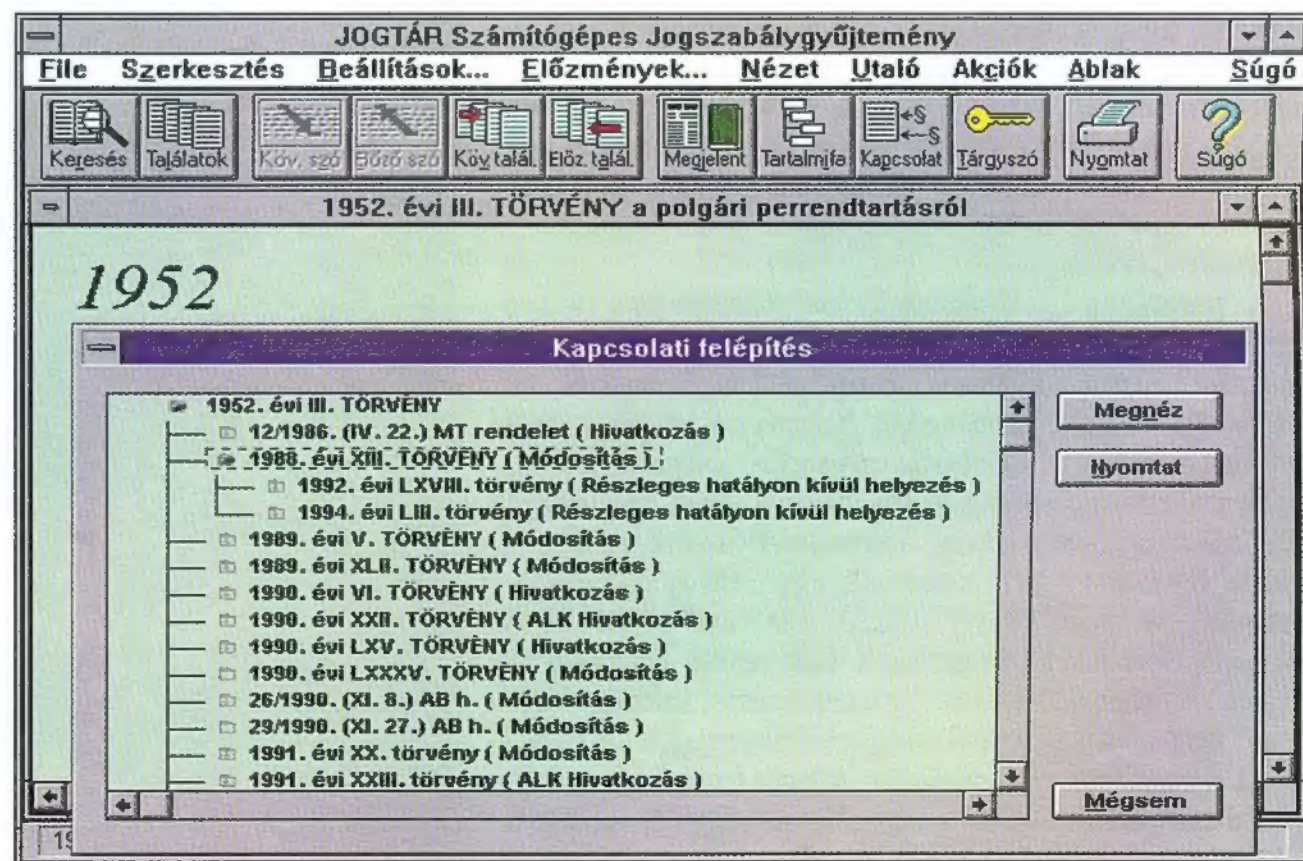 JOGTÁR Számítógépes Jogszabálygyűjtemény
File Szerkesztés Beállítások... Előzmények... Nézet Utaló Akciók Ablak Súgó
Keresés Találatok Köv. szó Előző szó Köv. talál. Előz. talál. Megjelent Tartalmjfa Kapcsolat Tárgyszó Nyomtat Súgó
1952. évi III. TÖRVÉNY a polgári perrendtartásról
1952
Kapcsolati felépítés
1952. évi III. TÖRVÉNY
12/1986. (IV. 22.) MT rendelet ( Hivatkozás )
1988. évi XIII. TÖRVÉNY ( Módosítás )
1992. évi LXVIII. törvény ( Részleges hatályon kívül helyezés )
1994. évi LIII. törvény ( Részleges hatályon kívül helyezés )
1989. évi V. TÖRVÉNY ( Módosítás )
1989. évi XLII. TÖRVÉNY ( Módosítás )
1990. évi VI. TÖRVÉNY ( Hivatkozás )
1990. évi XXII. TÖRVÉNY ( ALK Hivatkozás )
1990. évi LXV. TÖRVÉNY ( Hivatkozás )
1990. évi LXXXV. TÖRVÉNY ( Módosítás )
26/1990. (XI. 8.) AB h. ( Módosítás )
29/1990. (XI. 27.) AB h. ( Módosítás )
1991. évi XX. törvény ( Módosítás )
1991. évi XXIII. törvény ( ALK Hivatkozás )
Megnéz
Nyomtat
Mégsem